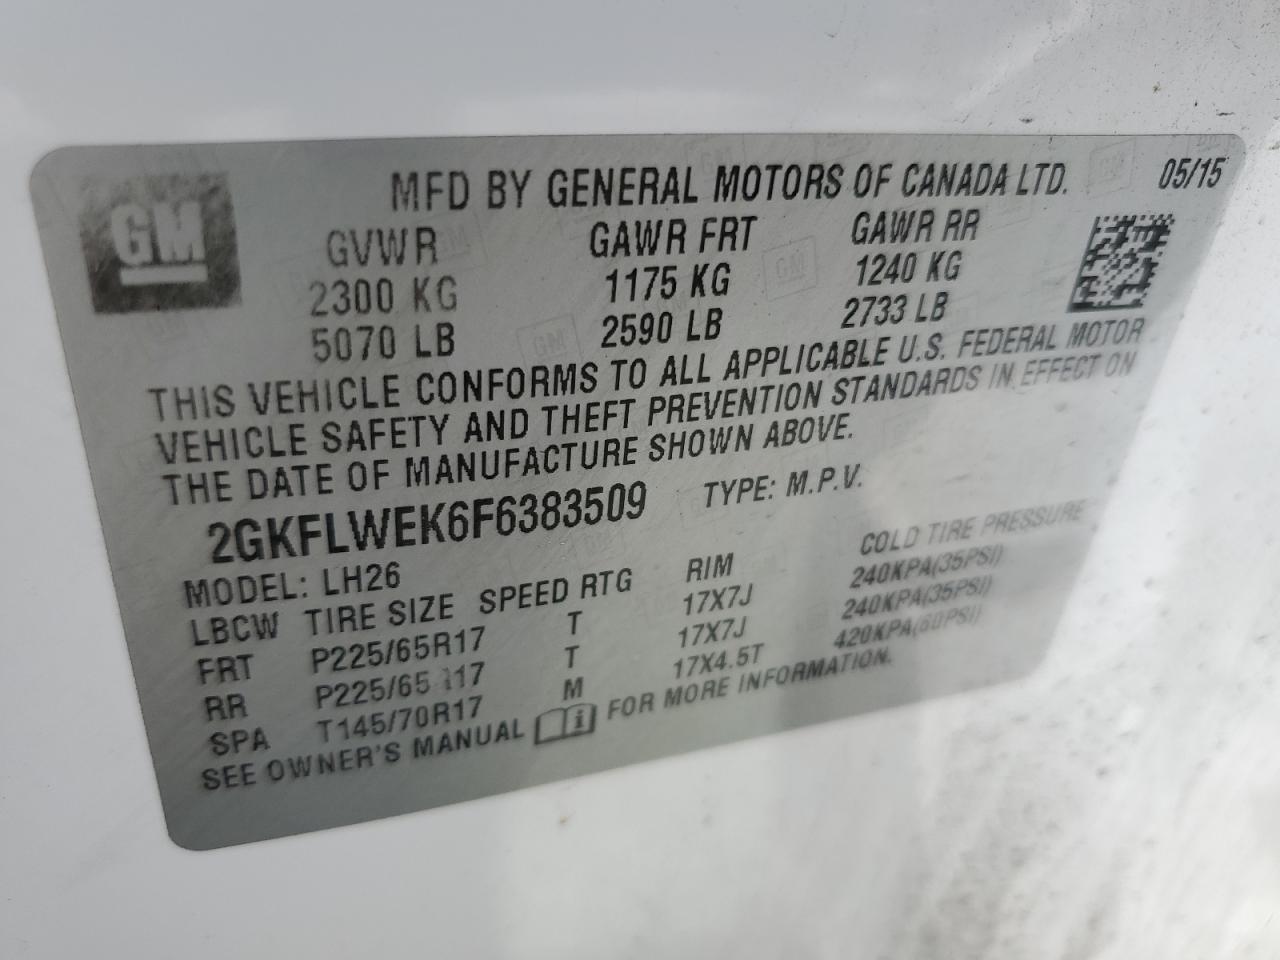 GM
MFD BY GENERAL MOTORS OF CANADA LTD. 05/15
GVWR GAWR FRT GAWR RR
2300 KG 1175 KG 1240 KG
5070 LB 2590 LB 2733 LB
THIS VEHICLE CONFORMS TO ALL APPLICABLE U.S. FEDERAL MOTOR
VEHICLE SAFETY AND THEFT PREVENTION STANDARDS IN EFFECT ON
THE DATE OF MANUFACTURE SHOWN ABOVE.
2GKFLWEK6F6383509 TYPE: M.P.V.
MODEL: LH26
LBCW TIRE SIZE SPEED RTG RIM COLD TIRE PRESSURE
FRT P225/65R17 T 17X7J 240KPA(35PSI)
RR P225/65 17 T 17X7J 240KPA(35PSI)
SPA T145/70R17 M 17X4.5T 420KPA(60PSI)
SEE OWNER'S MANUAL FOR MORE INFORMATION.